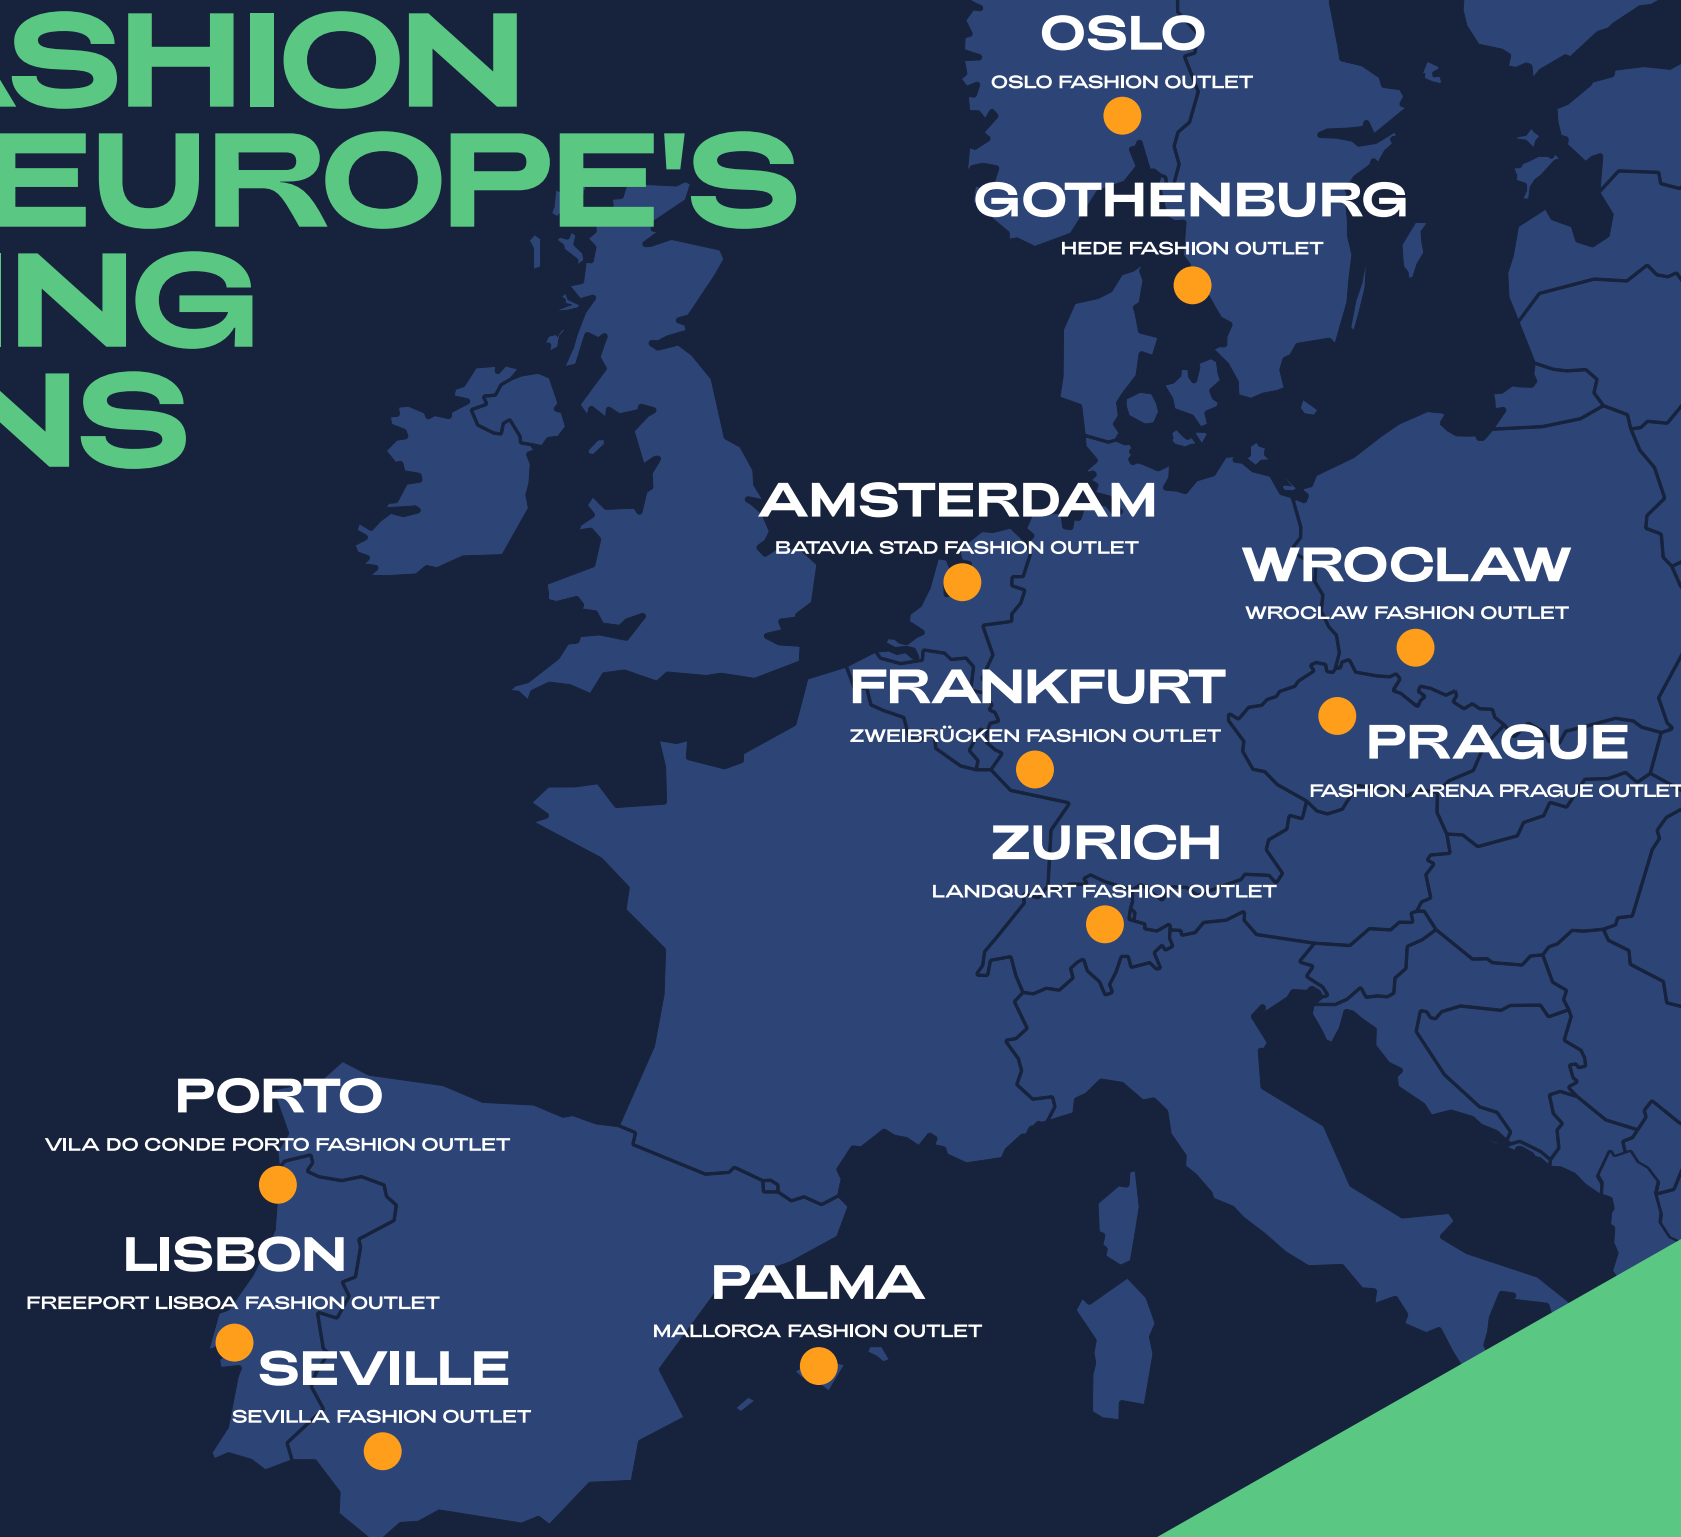 ASHION
EUROPE'S
ING
NS
OSLO
OSLO FASHION OUTLET
GOTHENBURG
HEDE FASHION OUTLET
AMSTERDAM
BATAVIA STAD FASHION OUTLET
WROCLAW
WROCLAW FASHION OUTLET
FRANKFURT
ZWEIBRÜCKEN FASHION OUTLET
PRAGUE
FASHION ARENA PRAGUE OUTLET
ZURICH
LANDQUART FASHION OUTLET
PORTO
VILA DO CONDE PORTO FASHION OUTLET
LISBON
FREEPORT LISBOA FASHION OUTLET
PALMA
MALLORCA FASHION OUTLET
SEVILLE
SEVILLA FASHION OUTLET